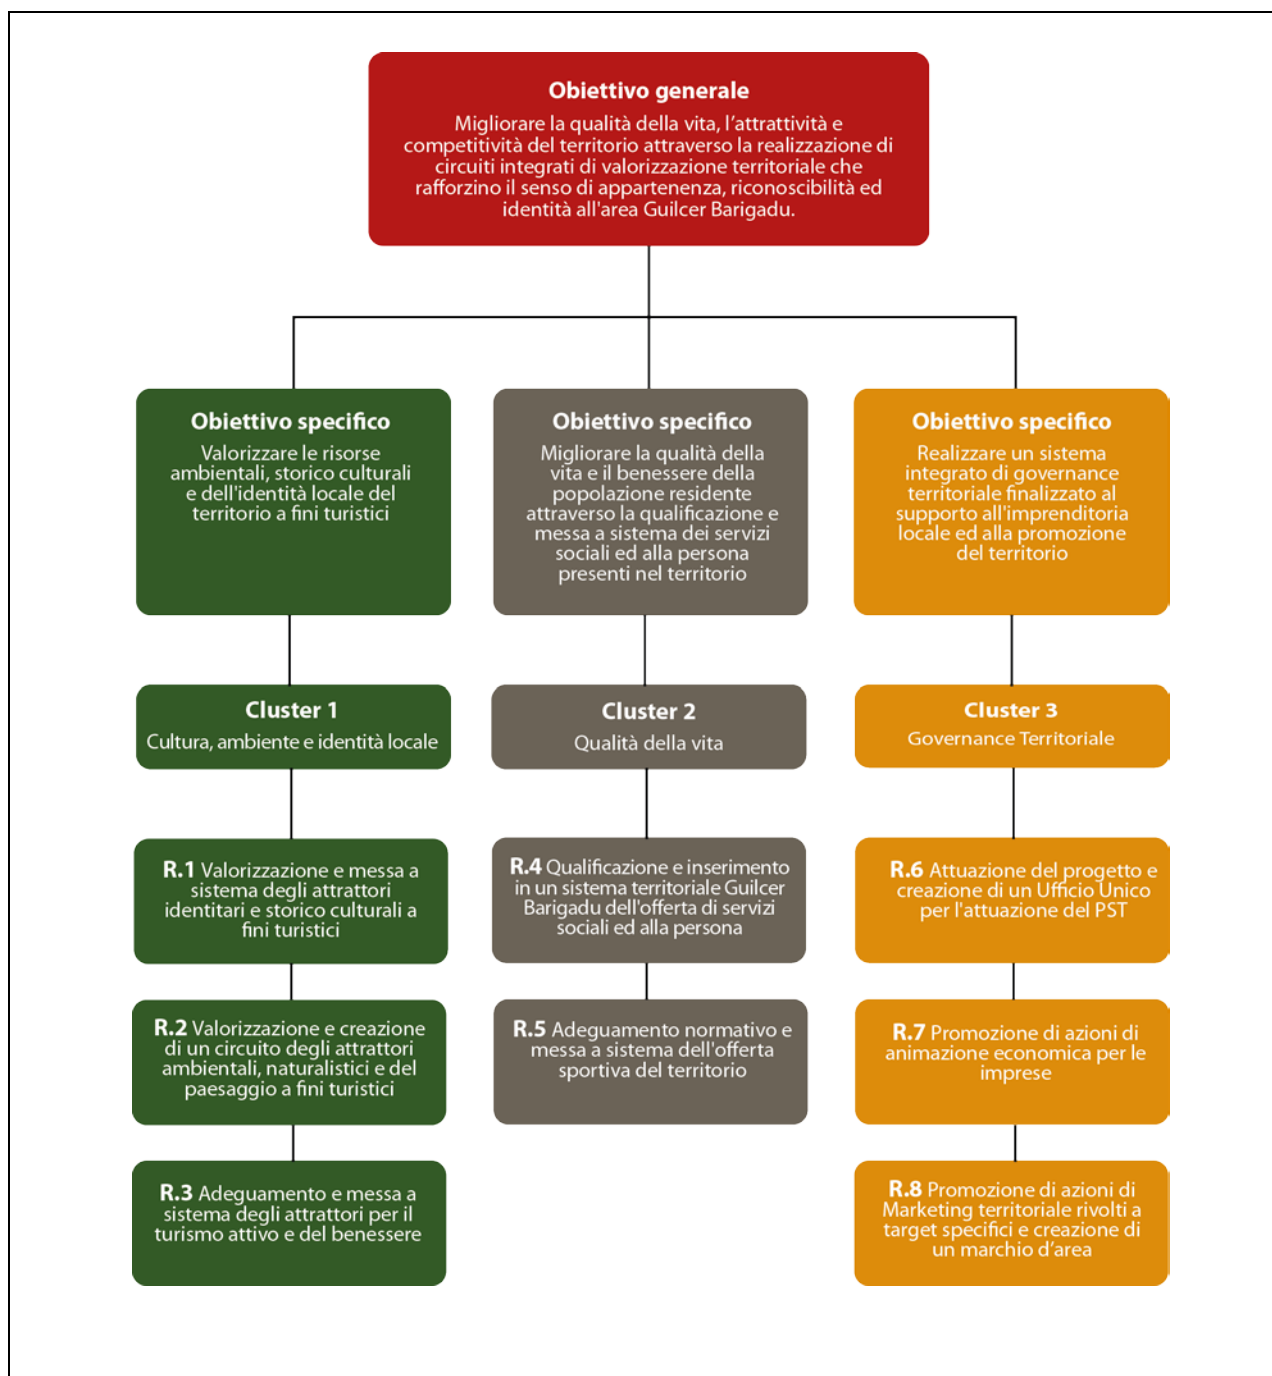 Obiettivo generale
Migliorare la qualità della vita, l'attrattività e
competitività del territorio attraverso la realizzazione di
circuiti integrati di valorizzazione territoriale che
rafforzino il senso di appartenenza, riconoscibilità ed
identità all'area Guilcer Barigadu.
Obiettivo specifico
Valorizzare le risorse
ambientali, storico culturali
e dell'identità locale del
territorio a fini turistici
Obiettivo specifico
Migliorare la qualità della
vita e il benessere della
popolazione residente
attraverso la qualificazione e
messa a sistema dei servizi
sociali ed alla persona
presenti nel territorio
Obiettivo specifico
Realizzare un sistema
integrato di governance
territoriale finalizzato al
supporto all'imprenditoria
locale ed alla promozione
del territorio
Cluster 1
Cultura, ambiente e identità locale
Cluster 2
Qualità della vita
Cluster 3
Governance Territoriale
R.1 Valorizzazione e messa a
sistema degli attrattori
identitari e storico culturali a
fini turistici
R.4 Qualificazione e inserimento
in un sistema territoriale Guilcer
Barigadu dell'offerta di servizi
sociali ed alla persona
R.6 Attuazione del progetto e
creazione di un Ufficio Unico
per l'attuazione del PST
R.2 Valorizzazione e creazione
di un circuito degli attrattori
ambientali, naturalistici e del
paesaggio a fini turistici
R.5 Adeguamento normativo e
messa a sistema dell'offerta
sportiva del territorio
R.7 Promozione di azioni di
animazione economica per le
imprese
R.3 Adeguamento e messa a
sistema degli attrattori per il
turismo attivo e del benessere
R.8 Promozione di azioni di
Marketing territoriale rivolti a
target specifici e creazione di
un marchio d'area